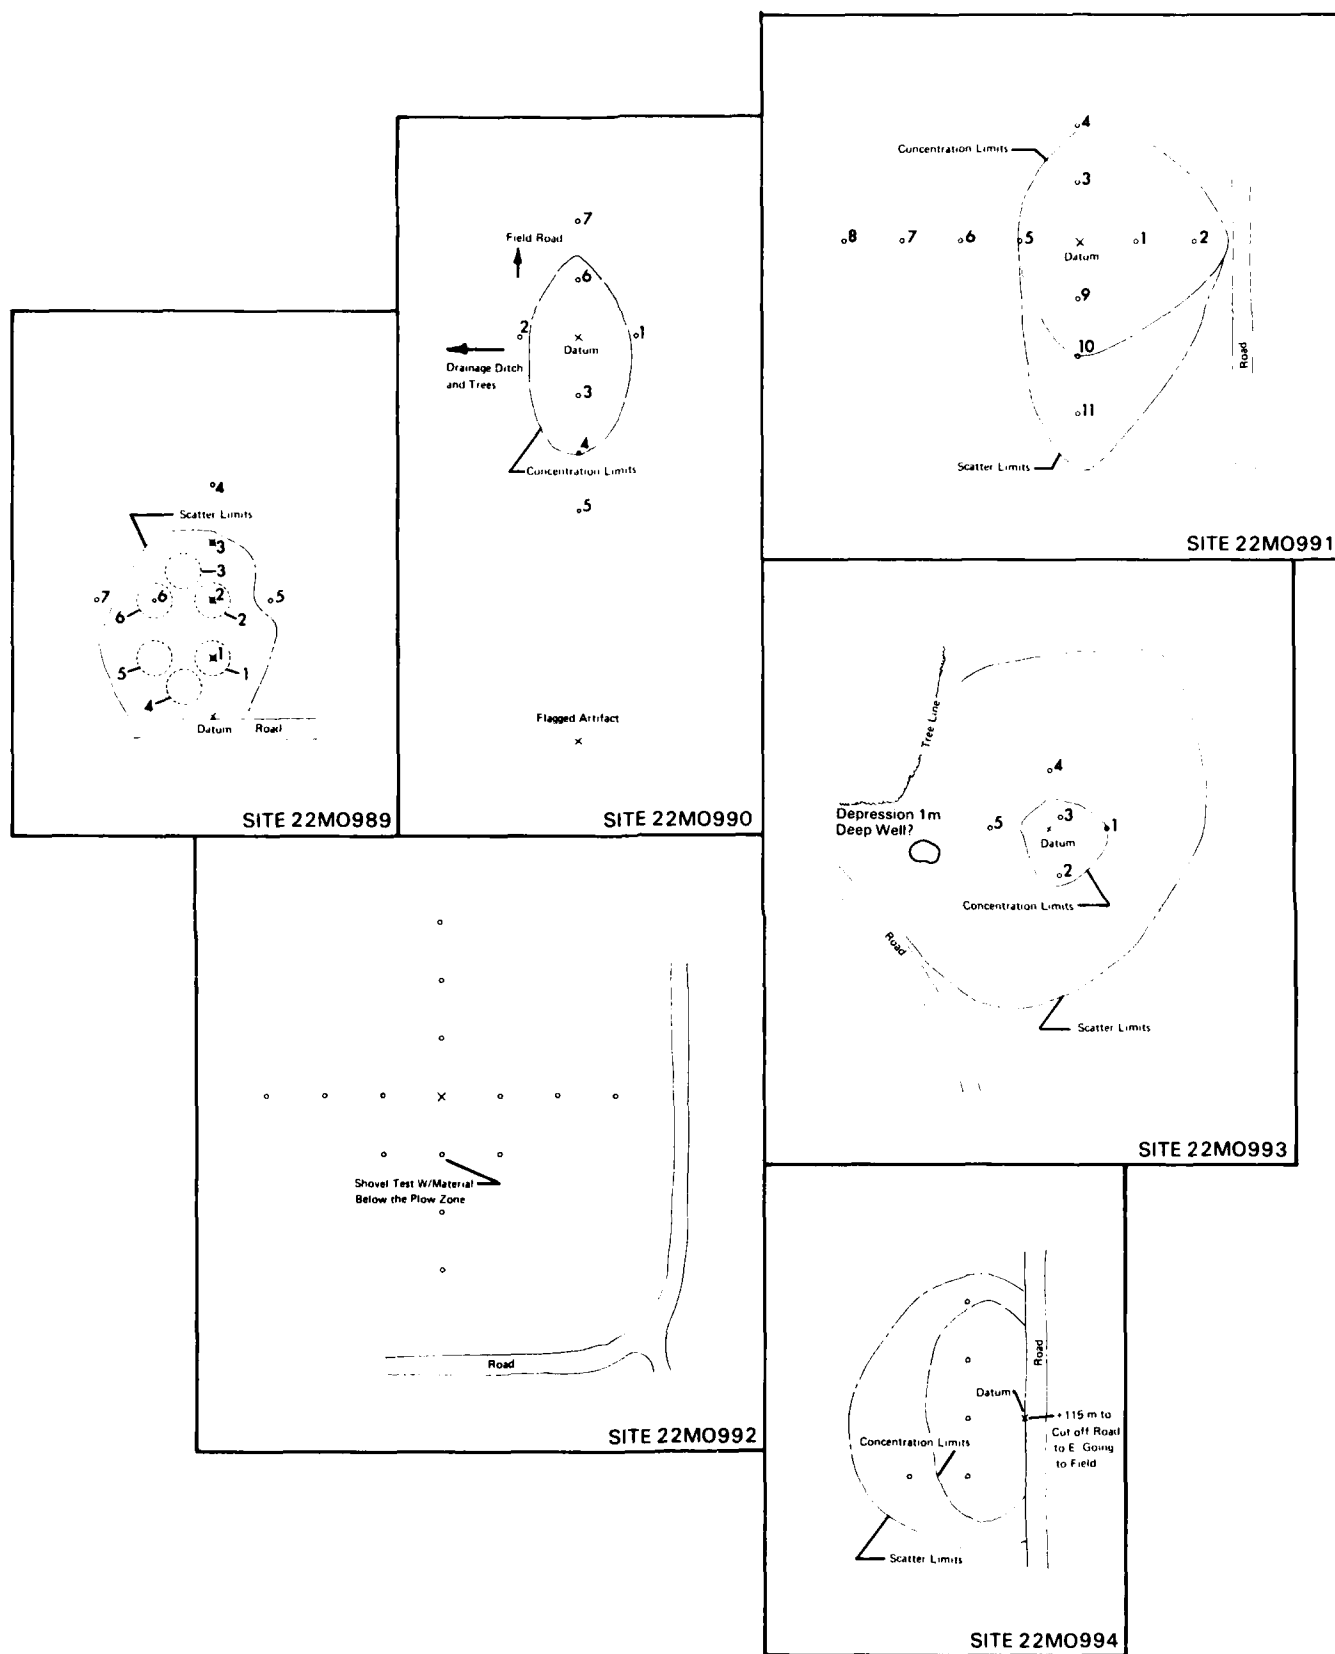 4
Scatter Limits
3
3
7
6
2
5
6
2
1
5
1
4
Datum
Road
SITE 22MO989
7
Field Road
6
2
1
Datum
Drainage Ditch
and Trees
3
4
Concentration Limits
5
Flagged Artifact
SITE 22MO990
4
Concentration Limits
3
8
7
6
5
1
2
Datum
9
10
Road
11
Scatter Limits
SITE 22MO991
Tree Line
4
Depression 1m
Deep Well?
3
5
1
Datum
2
Concentration Limits
Road
Scatter Limits
SITE 22MO993
Shovel Test W/Material
Below the Plow Zone
Road
SITE 22MO992
Road
Datum
+115 m to
Cut off Road
to E Going
to Field
Concentration Limits
Scatter Limits
SITE 22MO994